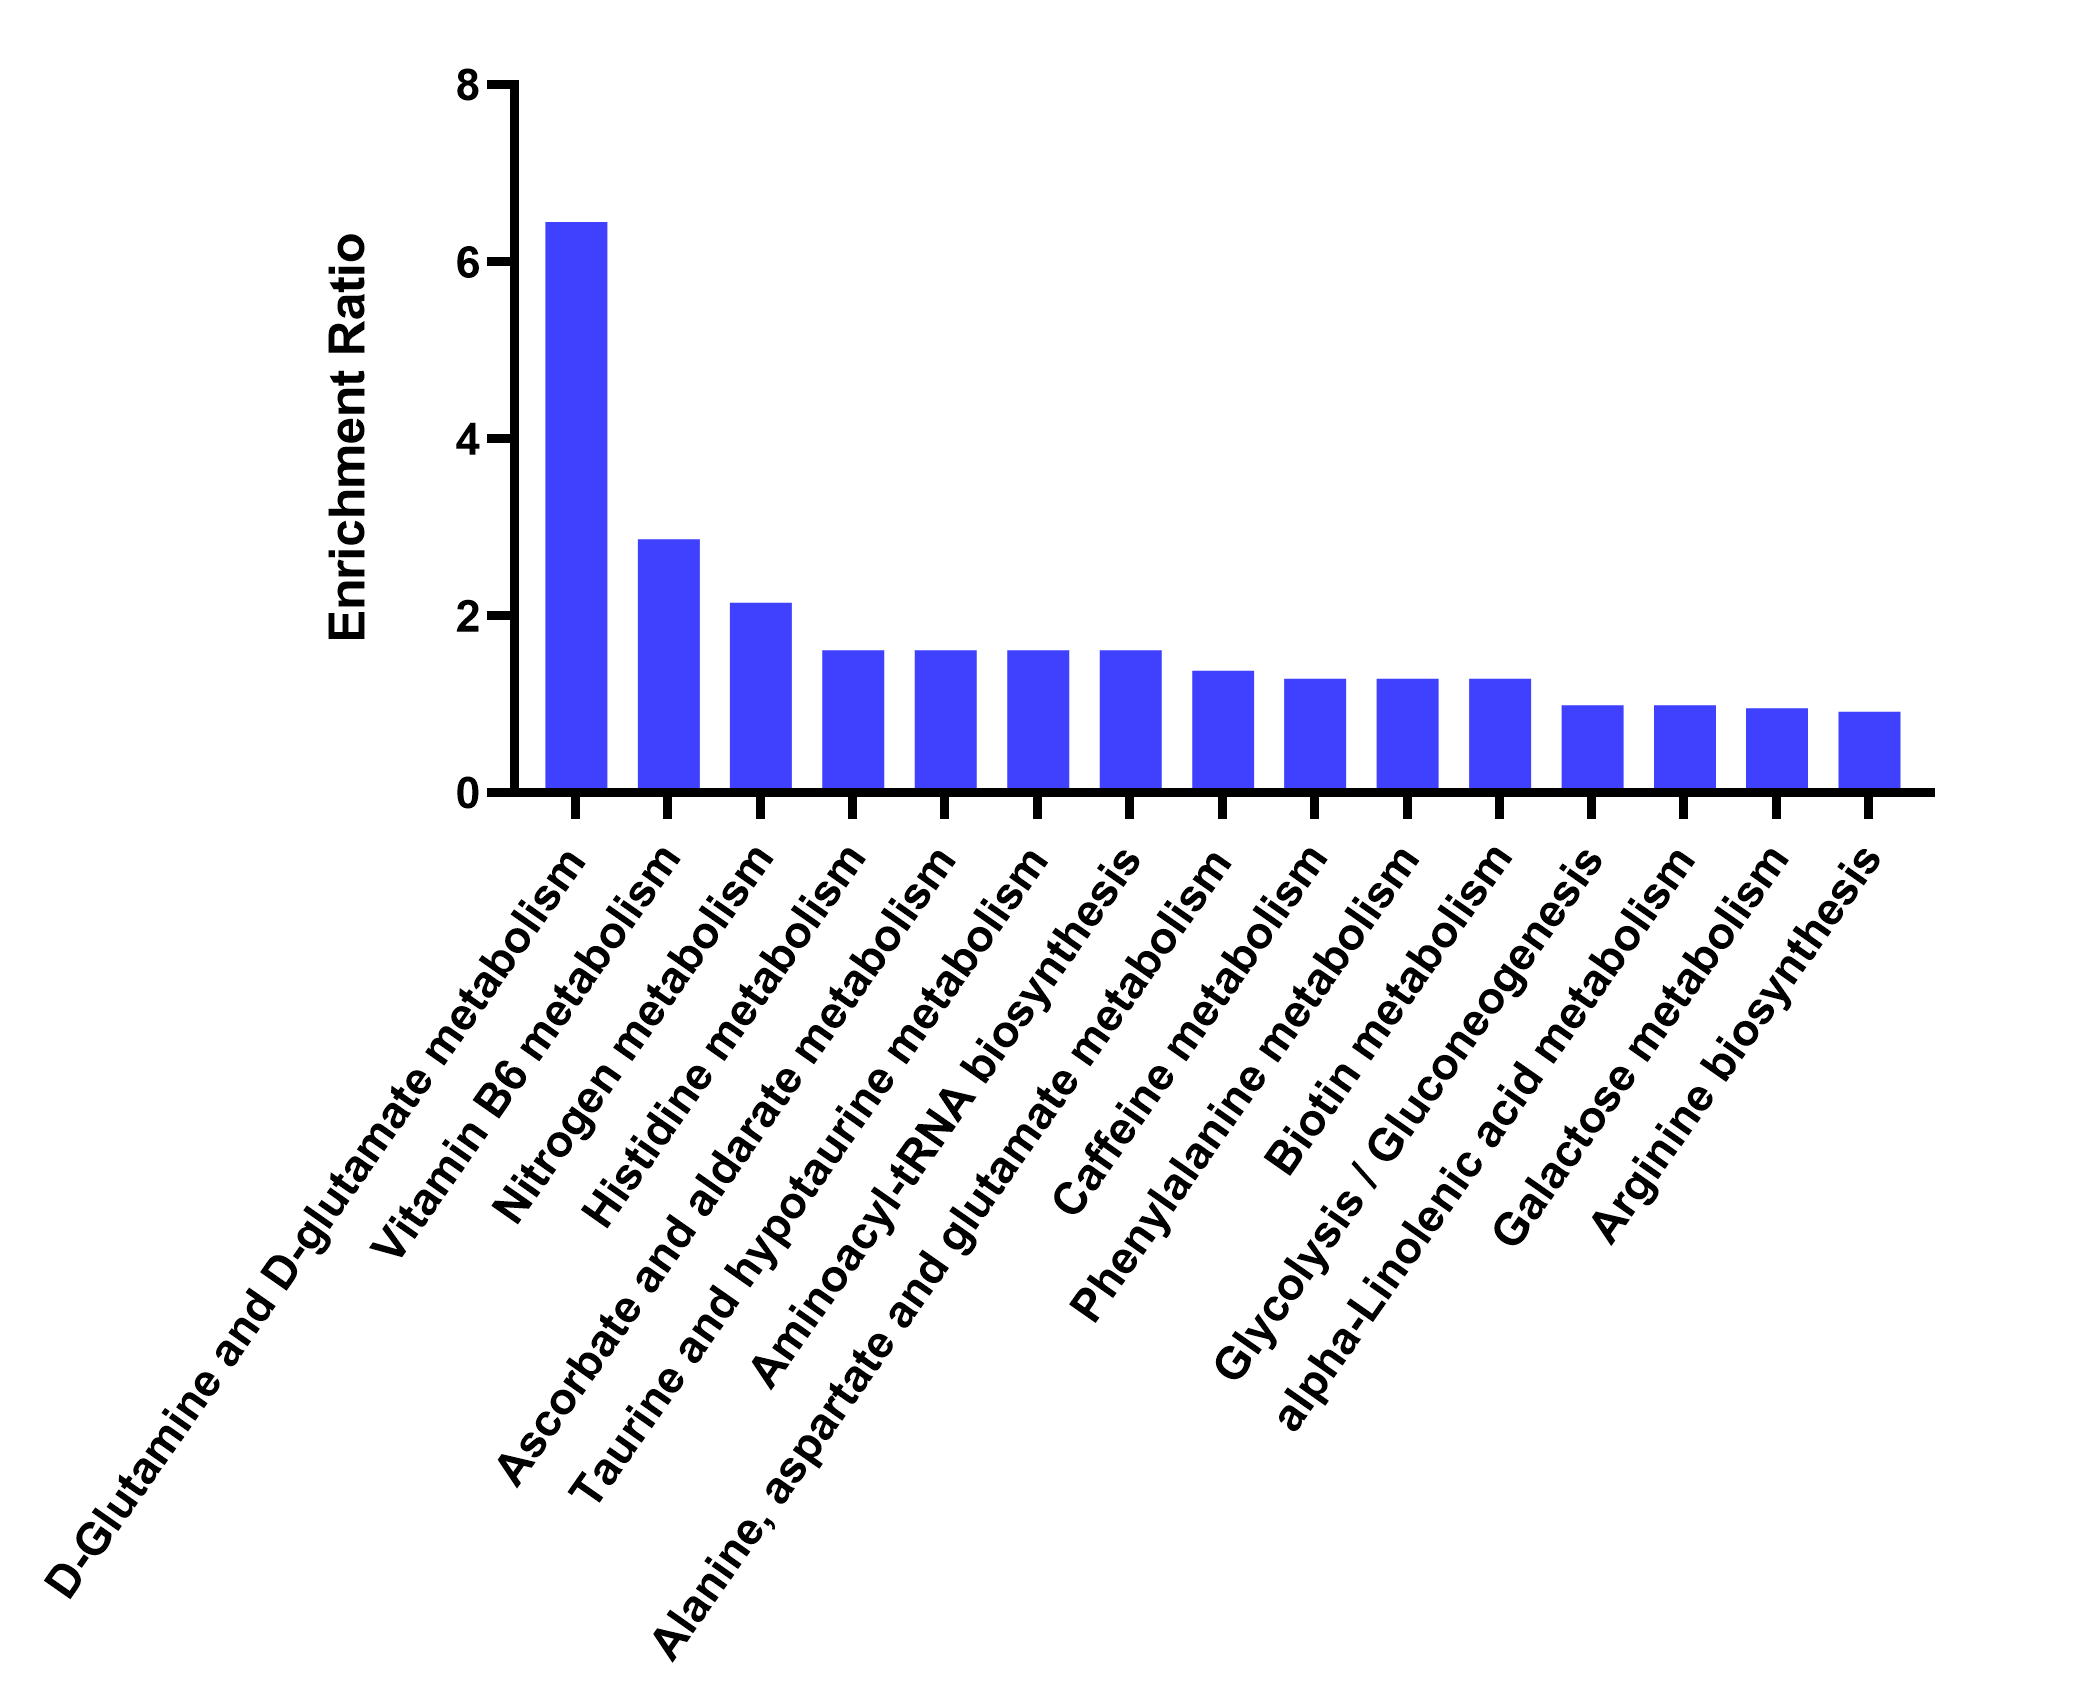 Enrichment Ratio
8
6
4
2
0
D-Glutamine and D-glutamate metabolism
Vitamin B6 metabolism
Nitrogen metabolism
Histidine metabolism
Ascorbate and aldarate metabolism
Taurine and hypotaurine metabolism
Aminoacyl-tRNA biosynthesis
Alanine, aspartate and glutamate metabolism
Caffeine metabolism
Phenylalanine metabolism
Biotin metabolism
Glycolysis / Gluconeogenesis
alpha-Linolenic acid metabolism
Galactose metabolism
Arginine biosynthesis